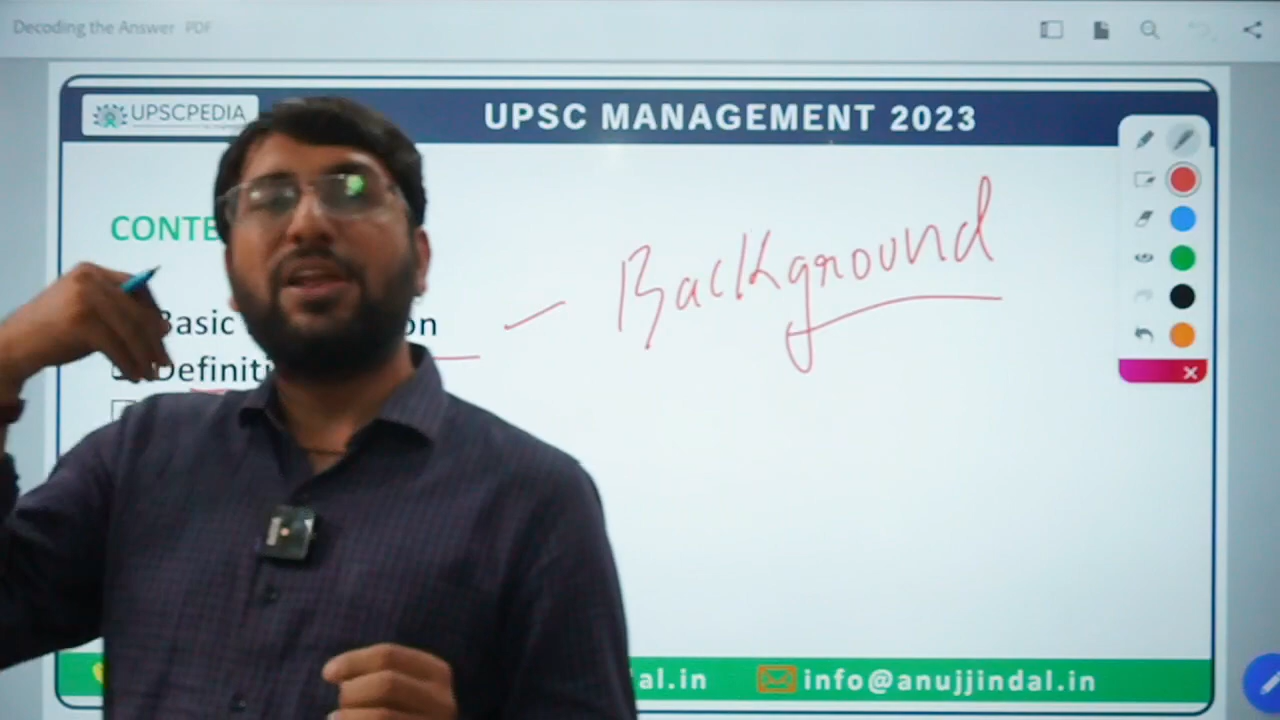 Decoding the Answer PDF
UPSCPEDIA
UPSC MANAGEMENT 2023
CONTE
Background
Basic on
Definiti
al.in info@anujjindal.in